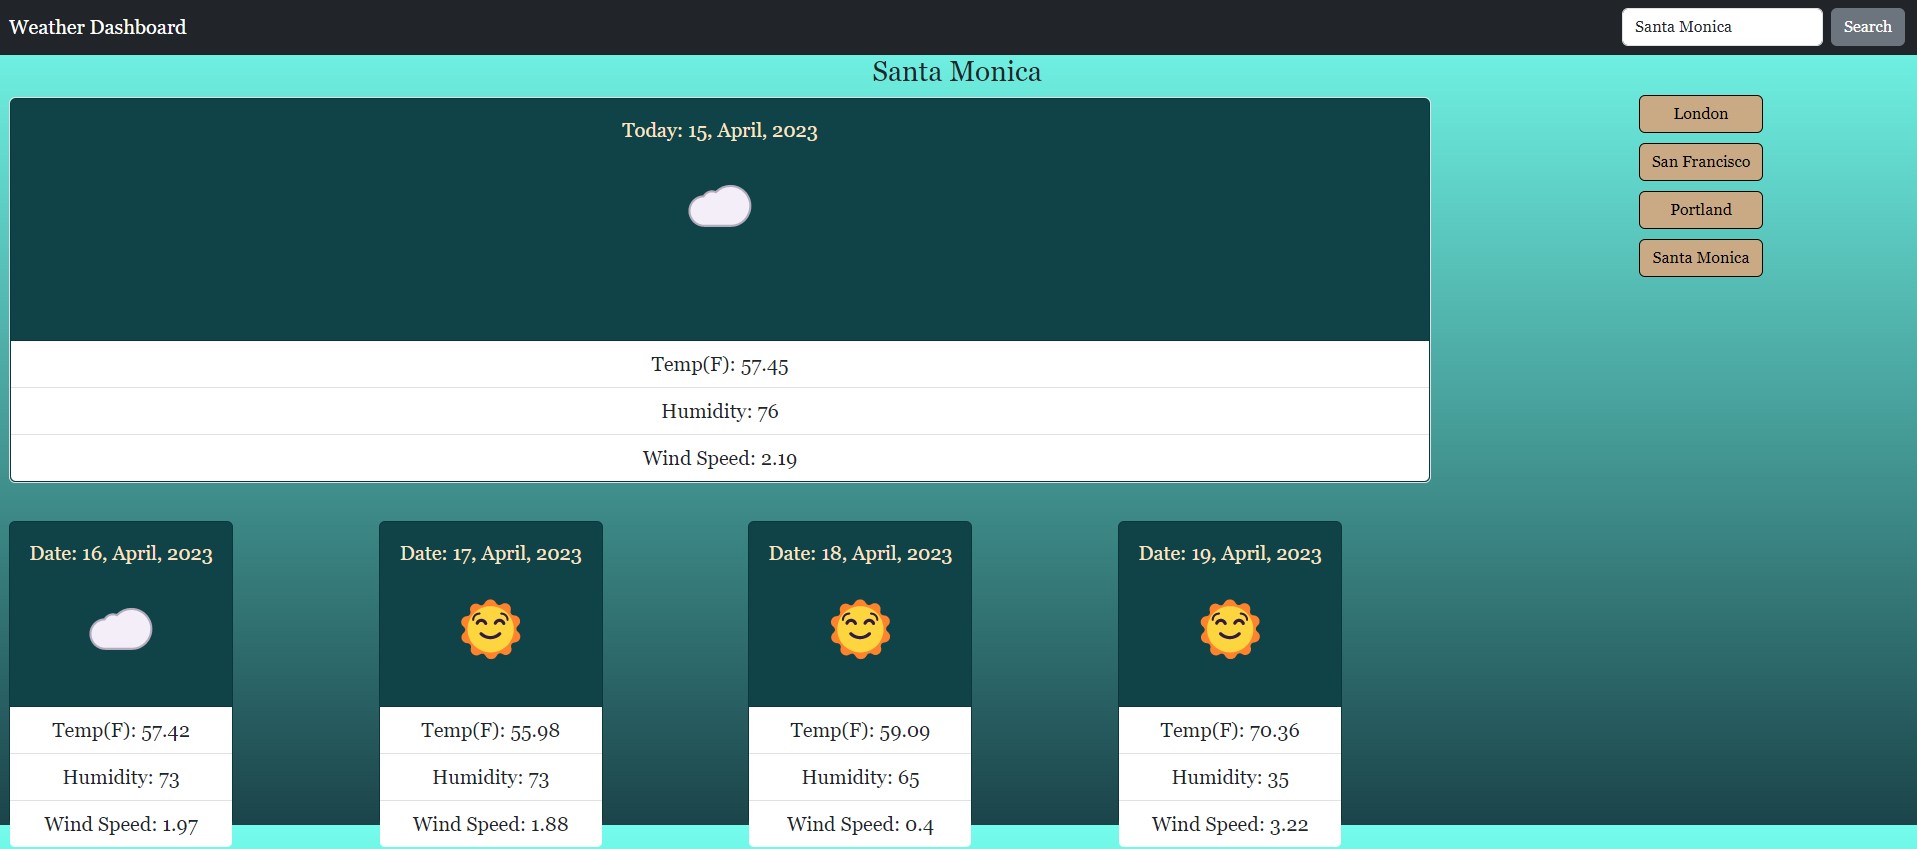 Weather Dashboard
Santa Monica
Search
Santa Monica
Today: 15, April, 2023
Temp(F): 57.45
Humidity: 76
Wind Speed: 2.19
London
San Francisco
Portland
Santa Monica
Date: 16, April, 2023
Temp(F): 57.42
Humidity: 73
Wind Speed: 1.97
Date: 17, April, 2023
Temp(F): 55.98
Humidity: 73
Wind Speed: 1.88
Date: 18, April, 2023
Temp(F): 59.09
Humidity: 65
Wind Speed: 0.4
Date: 19, April, 2023
Temp(F): 70.36
Humidity: 35
Wind Speed: 3.22